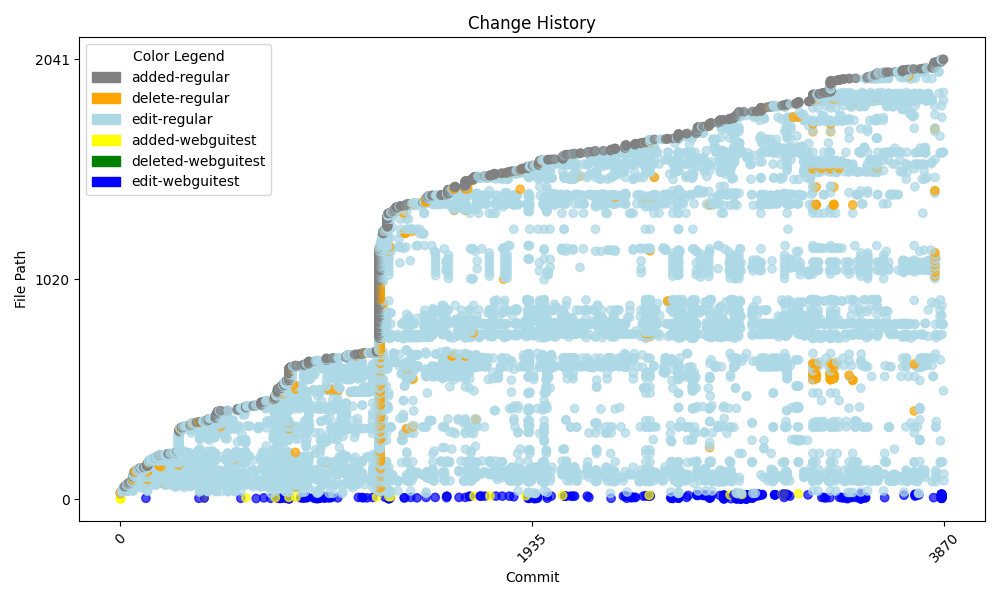 Change History
Color Legend
added-regular
delete-regular
edit-regular
added-webguitest
deleted-webguitest
edit-webguitest
File Path
2041
1020
0
0
1935
3870
Commit